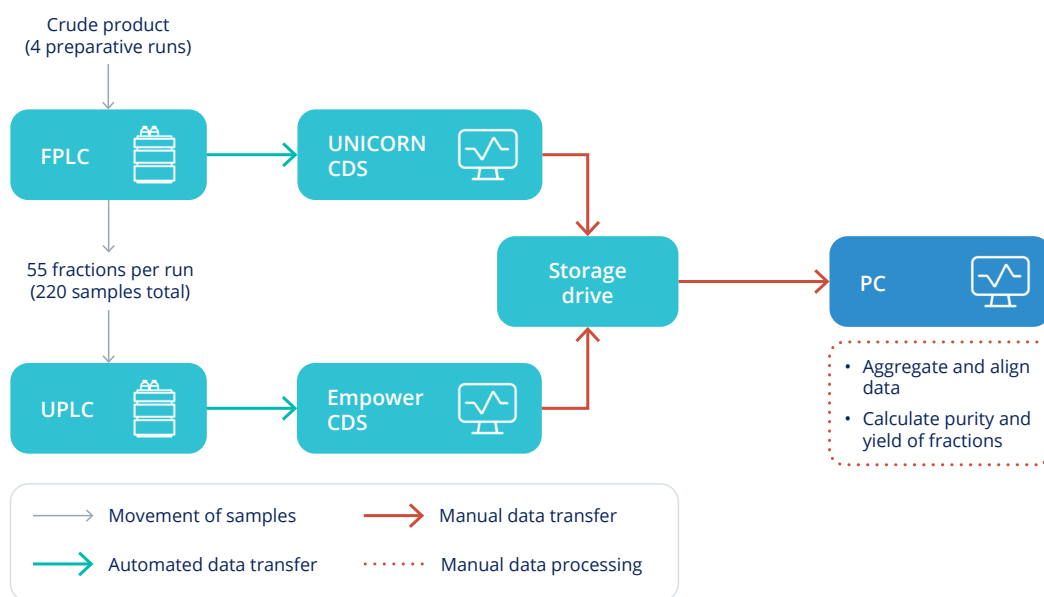 Crude product
(4 preparative runs)
FPLC
UNICORN
CDS
55 fractions per run
(220 samples total)
Storage
drive
PC
UPLC
Empower
CDS
• Aggregate and align
data
• Calculate purity and
yield of fractions
Movement of samples
Manual data transfer
Automated data transfer
Manual data processing